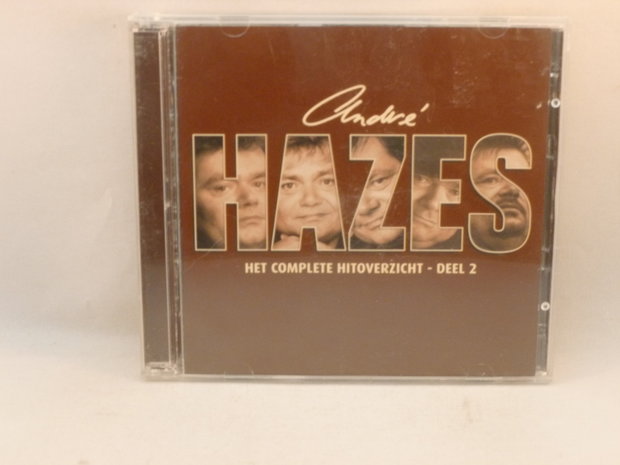 André
HAZES
HET COMPLETE HITOVERZICHT - DEEL 2